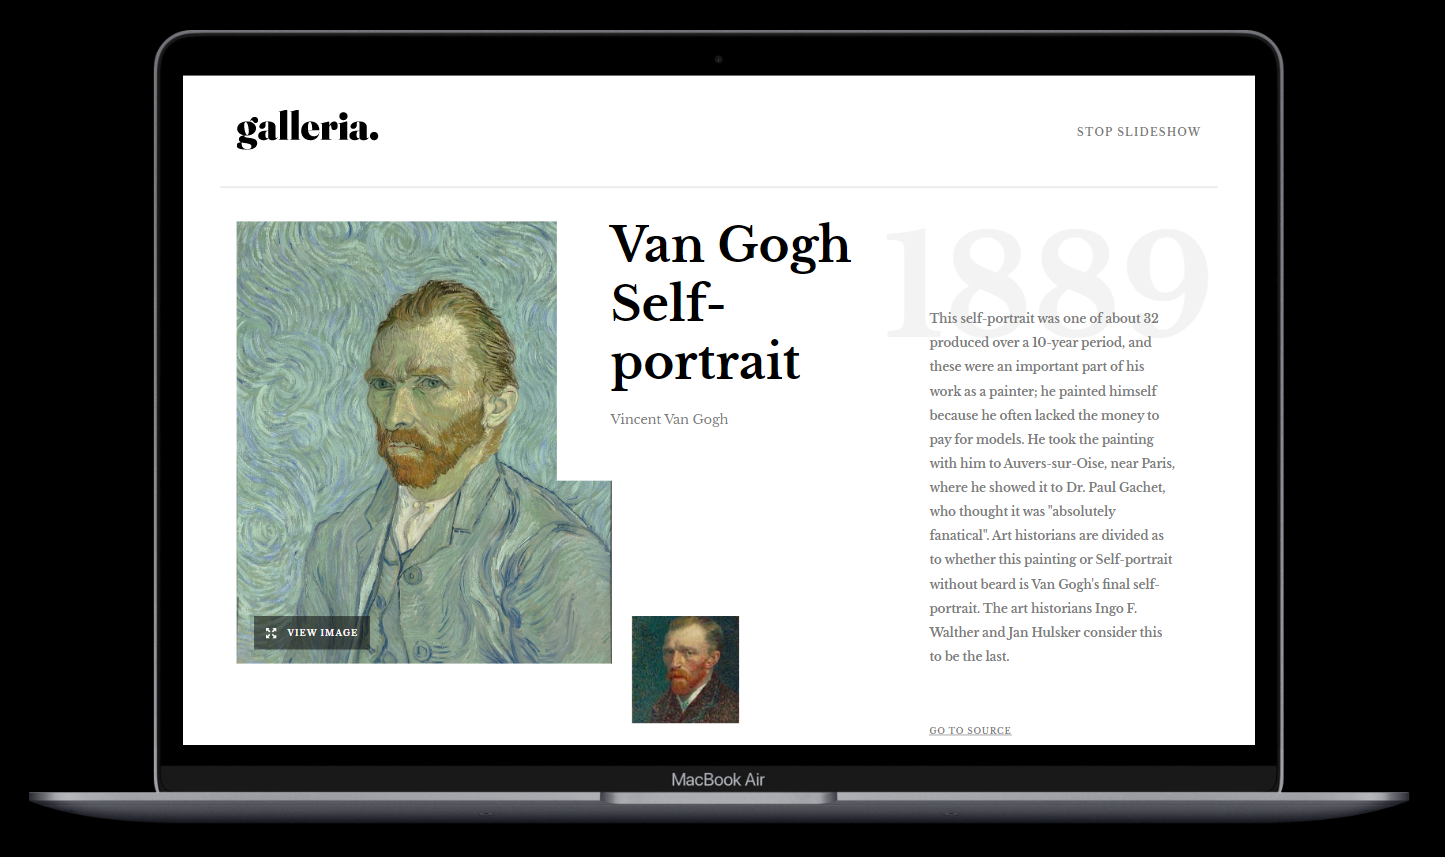 galleria.
STOP SLIDESHOW
Van Gogh
Self-
portrait
Vincent Van Gogh
1889
This self-portrait was one of about 32
produced over a 10-year period, and
these were an important part of his
work as a painter; he painted himself
because he often lacked the money to
pay for models. He took the painting
with him to Auvers-sur-Oise, near Paris,
where he showed it to Dr. Paul Gachet,
who thought it was "absolutely
fanatical". Art historians are divided as
to whether this painting or Self-portrait
without beard is Van Gogh's final self-
portrait. The art historians Ingo F.
Walther and Jan Hulsker consider this
to be the last.
VIEW IMAGE
GO TO SOURCE
MacBook Air